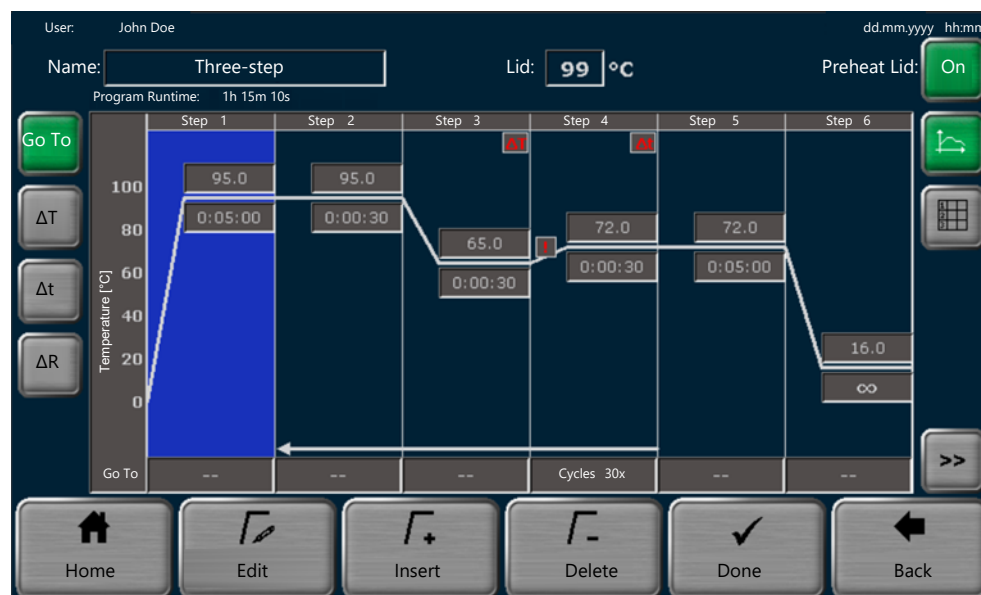 User: John Doe dd.mm.yyyy hh:mm
Name: Three-step Lid: 99 °C Preheat Lid: On
Program Runtime: 1h 15m 10s
Go To
Step 1 Step 2 Step 3 Step 4 Step 5 Step 6
ΔT Δt
100 95.0 95.0
ΔT 80 0:05:00 0:00:30 65.0 72.0 72.0
!
Δt 60 0:00:30 0:00:30 0:05:00
Temperature [°C]
40
ΔR 20 16.0
0 ∞
>>
Go To -- -- -- Cycles 30x -- --
Home Edit Insert Delete Done Back